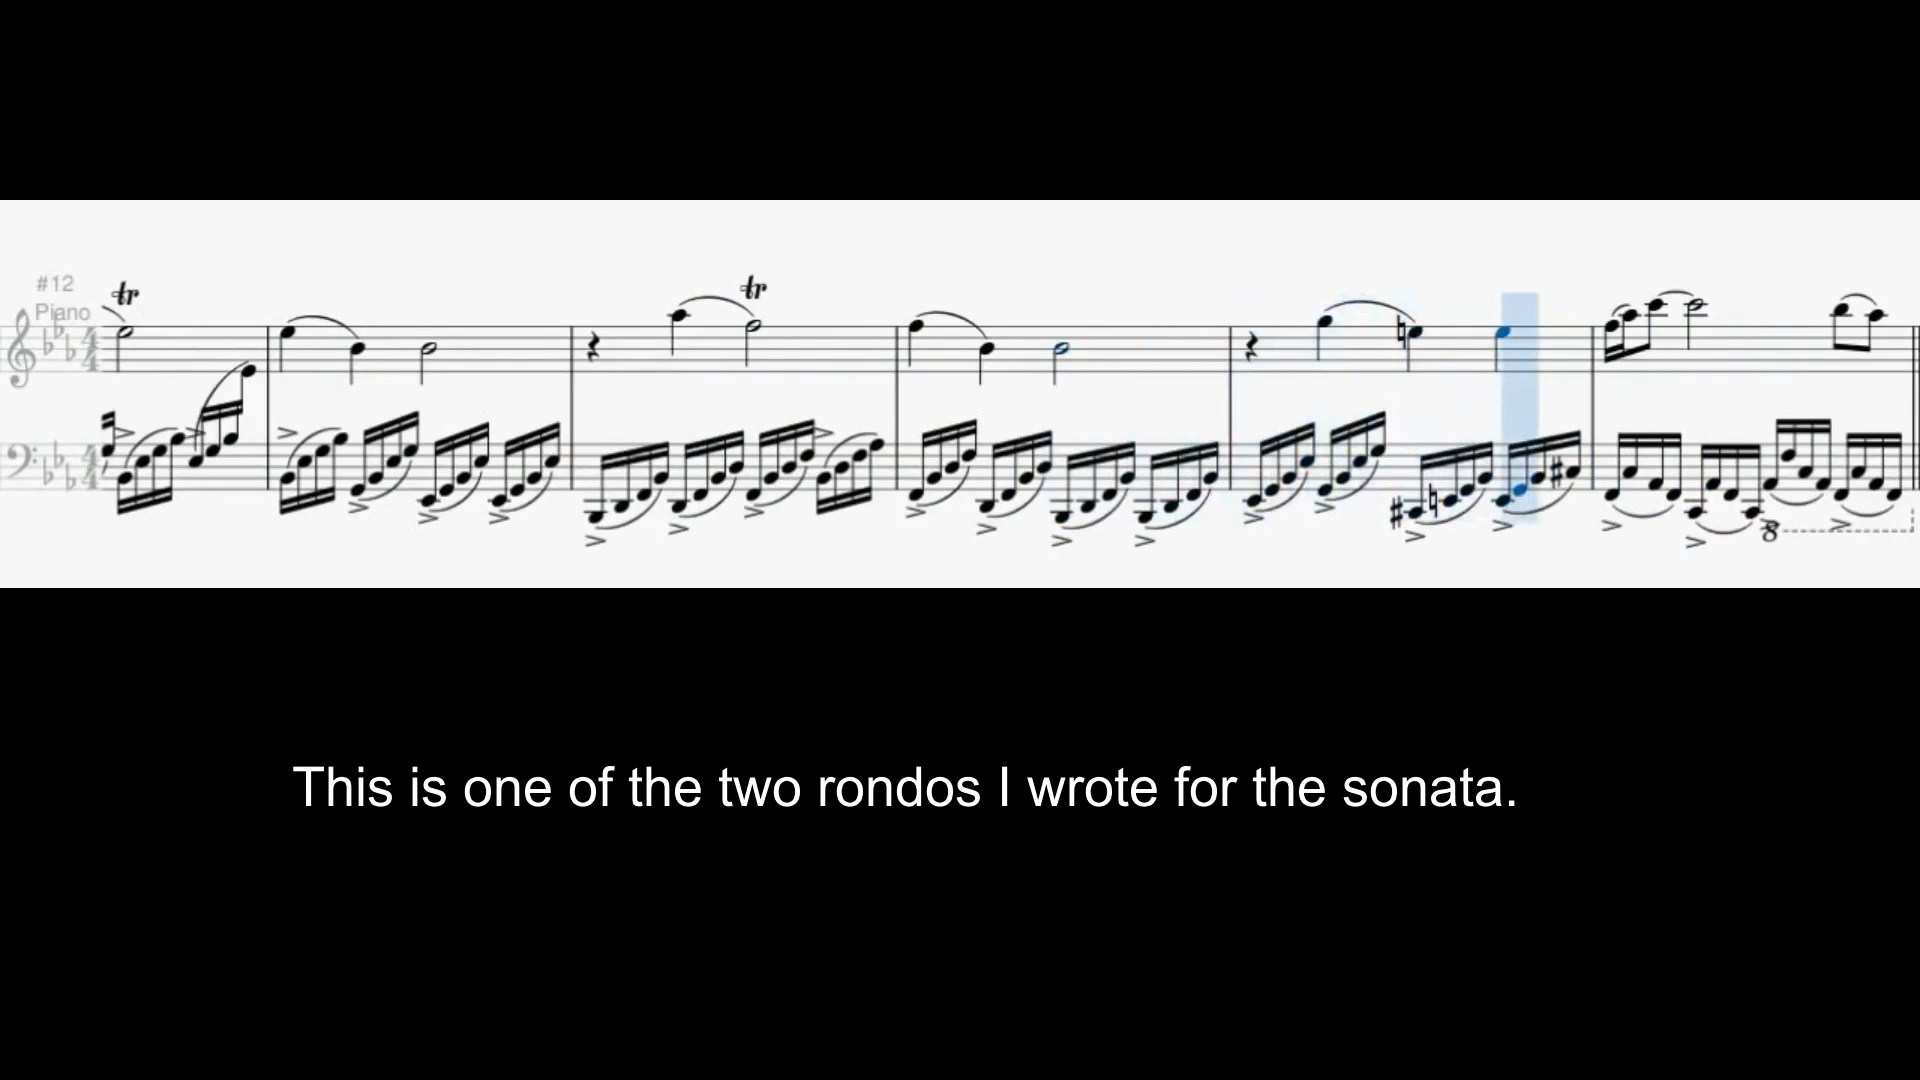 #12
Piano
tr
tr
8
This is one of the two rondos I wrote for the sonata.